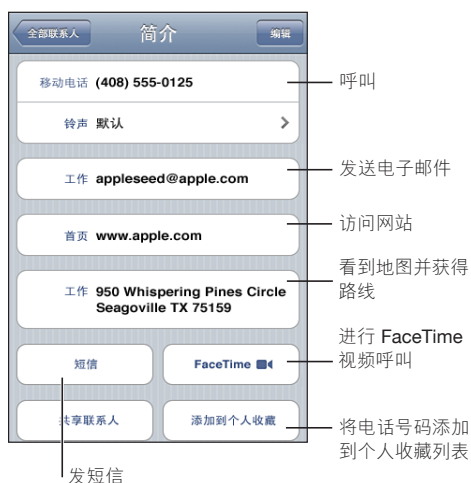 全部联系人 简介 编辑
移动电话 (408) 555-0125
呼叫
铃声 默认
工作 appleseed@apple.com
发送电子邮件
首页 www.apple.com
访问网站
工作 950 Whispering Pines Circle
Seagoville TX 75159
看到地图并获得
路线
短信 FaceTime
进行 FaceTime
视频呼叫
共享联系人 添加到个人收藏
将电话号码添加
到个人收藏列表
发短信